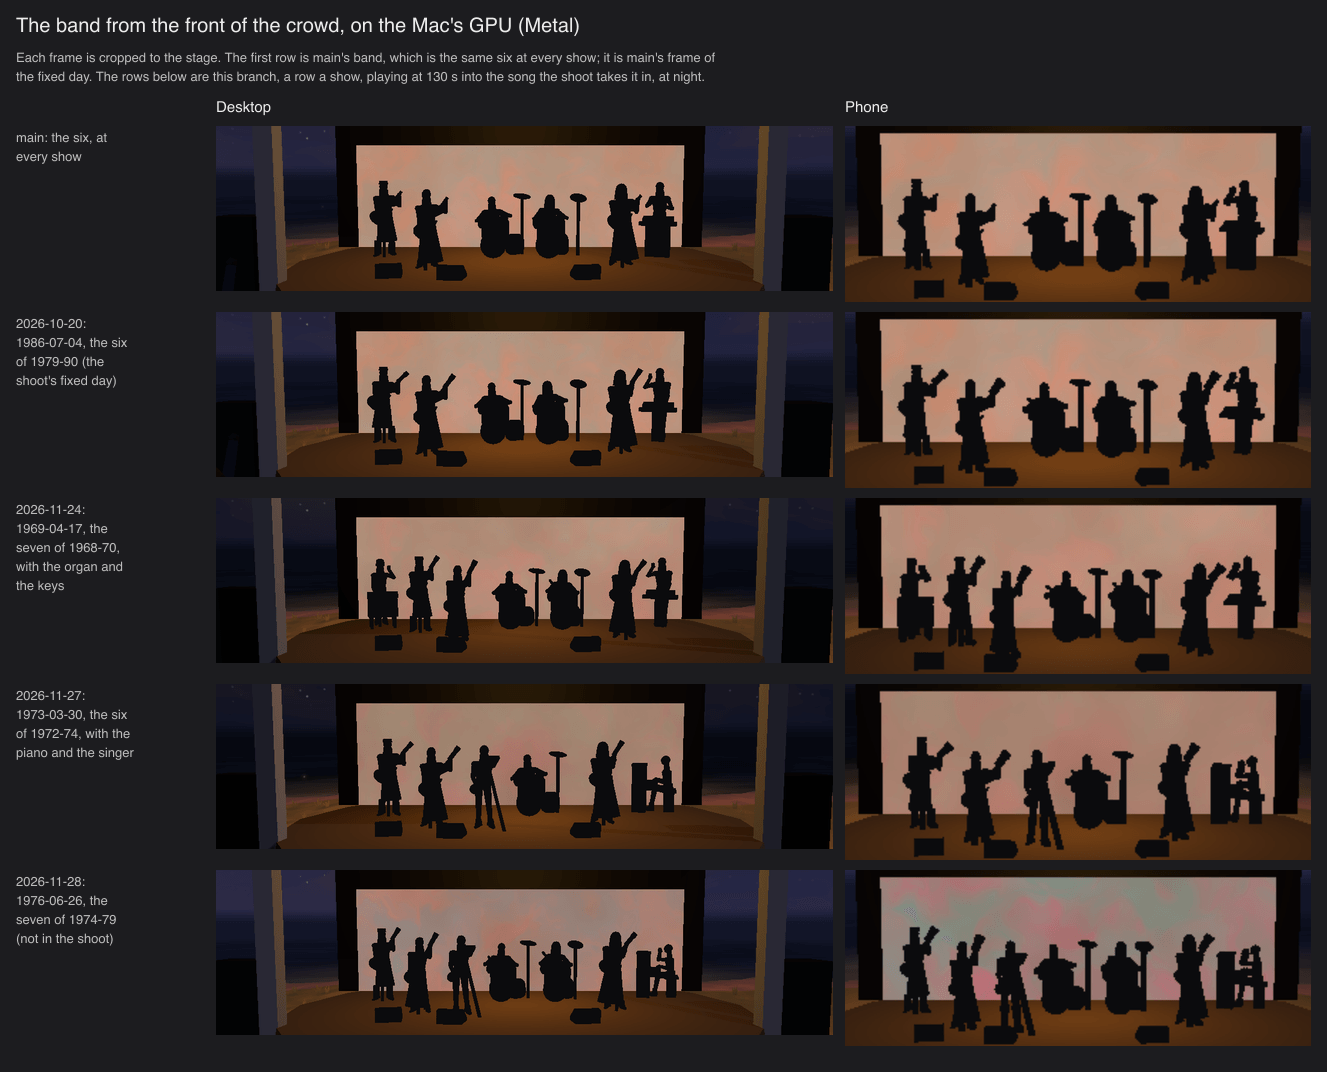 The band from the front of the crowd, on the Mac's GPU (Metal)
Each frame is cropped to the stage. The first row is main's band, which is the same six at every show; it is main's frame of
the fixed day. The rows below are this branch, a row a show, playing at 130 s into the song the shoot takes it in, at night.
Desktop
Phone
main: the six, at
every show
2026-10-20:
1986-07-04, the six
of 1979-90 (the
shoot's fixed day)
2026-11-24:
1969-04-17, the
seven of 1968-70,
with the organ and
the keys
2026-11-27:
1973-03-30, the six
of 1972-74, with the
piano and the singer
2026-11-28:
1976-06-26, the
seven of 1974-79
(not in the shoot)